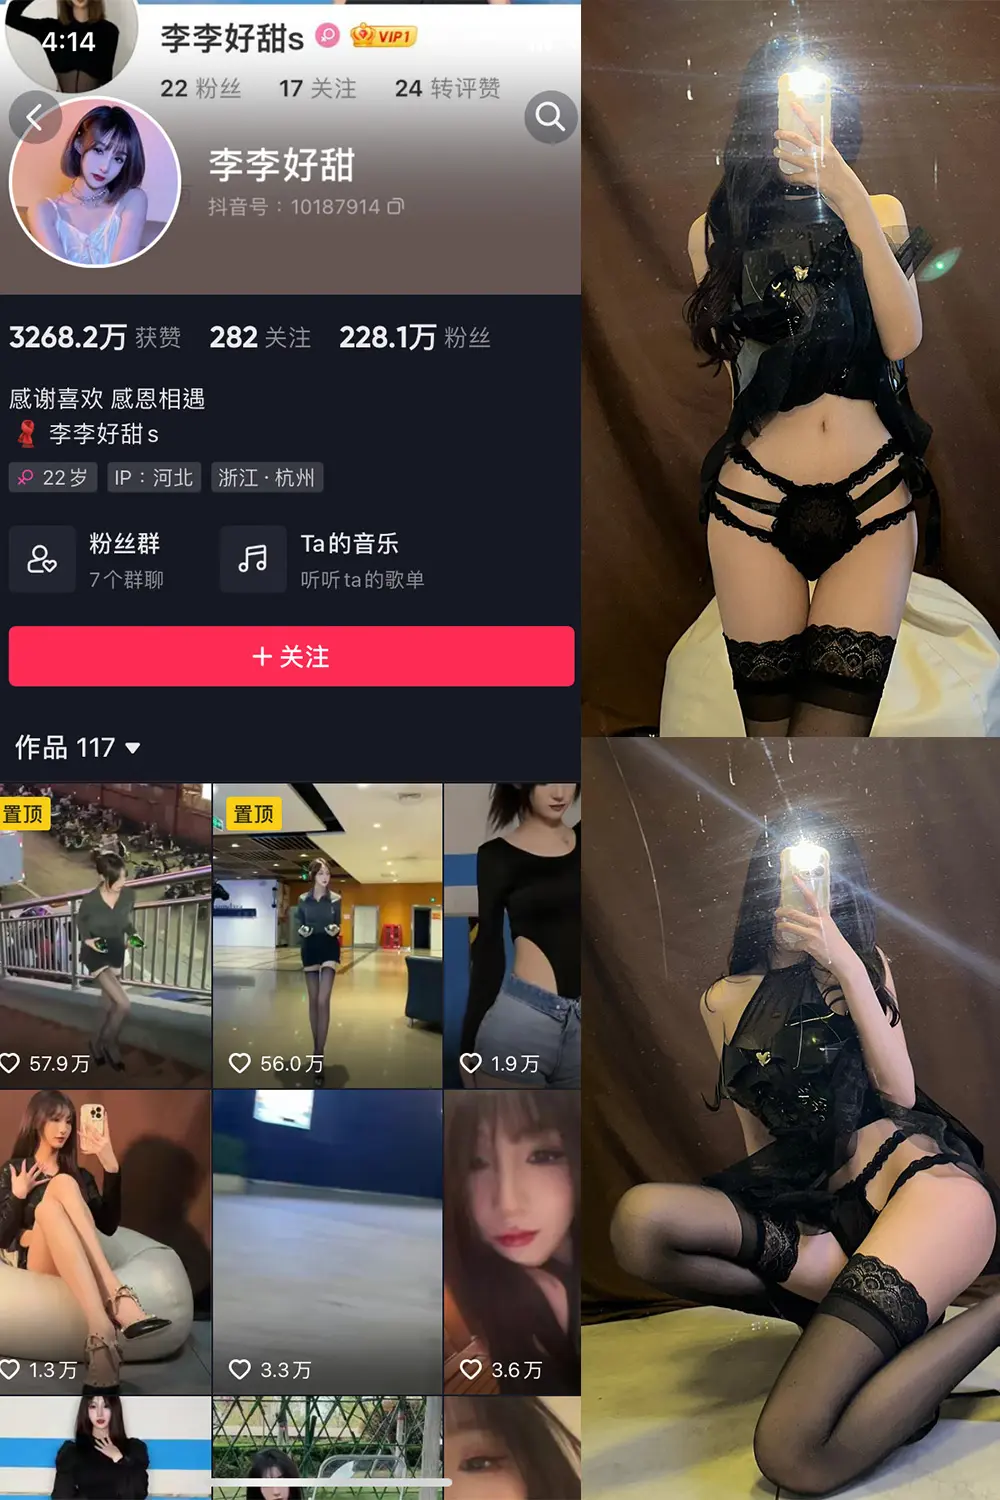 4:14
李李好甜s VIP1
22 粉丝 17 关注 24 转评赞
李李好甜
抖音号：10187914
3268.2万 获赞 282 关注 228.1万 粉丝
感谢喜欢 感恩相遇
李李好甜s
22岁 IP：河北 浙江·杭州
粉丝群
7个群聊
Ta的音乐
听听ta的歌单
+ 关注
作品 117
置顶
置顶
57.9万
56.0万
1.9万
1.3万
3.3万
3.6万